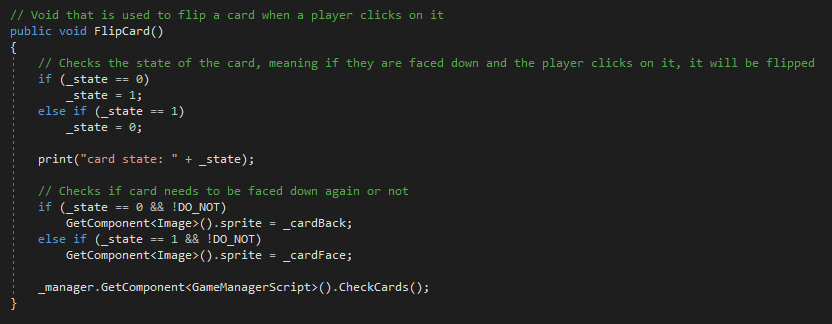 // Void that is used to flip a card when a player clicks on it
public void FlipCard()
{
    // Checks the state of the card, meaning if they are faced down and the player clicks on it, it will be flipped
    if (_state == 0)
        _state = 1;
    else if (_state == 1)
        _state = 0;

    print("card state: " + _state);

    // Checks if card needs to be faced down again or not
    if (_state == 0 && !DO_NOT)
        GetComponent<Image>().sprite = _cardBack;
    else if (_state == 1 && !DO_NOT)
        GetComponent<Image>().sprite = _cardFace;

    _manager.GetComponent<GameManagerScript>().CheckCards();
}